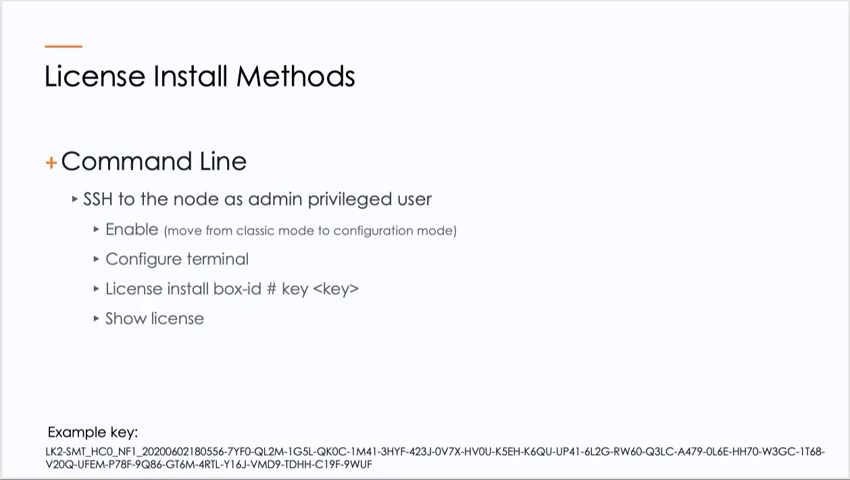 License Install Methods
+ Command Line
▸ SSH to the node as admin privileged user
▸ Enable (move from classic mode to configuration mode)
▸ Configure terminal
▸ License install box-id # key <key>
▸ Show license
Example key:
LK2-SMT_HC0_NF1_20200602180556-7YF0-QL2M-1G5L-QK0C-1M41-3HYF-423J-0V7X-HV0U-K5EH-K6QU-UP41-6L2G-RW60-Q3LC-A479-0L6E-HH70-W3GC-1T68-
V20Q-UFEM-P78F-9Q86-GT6M-4RTL-Y16J-VMD9-TDHH-C19F-9WUF